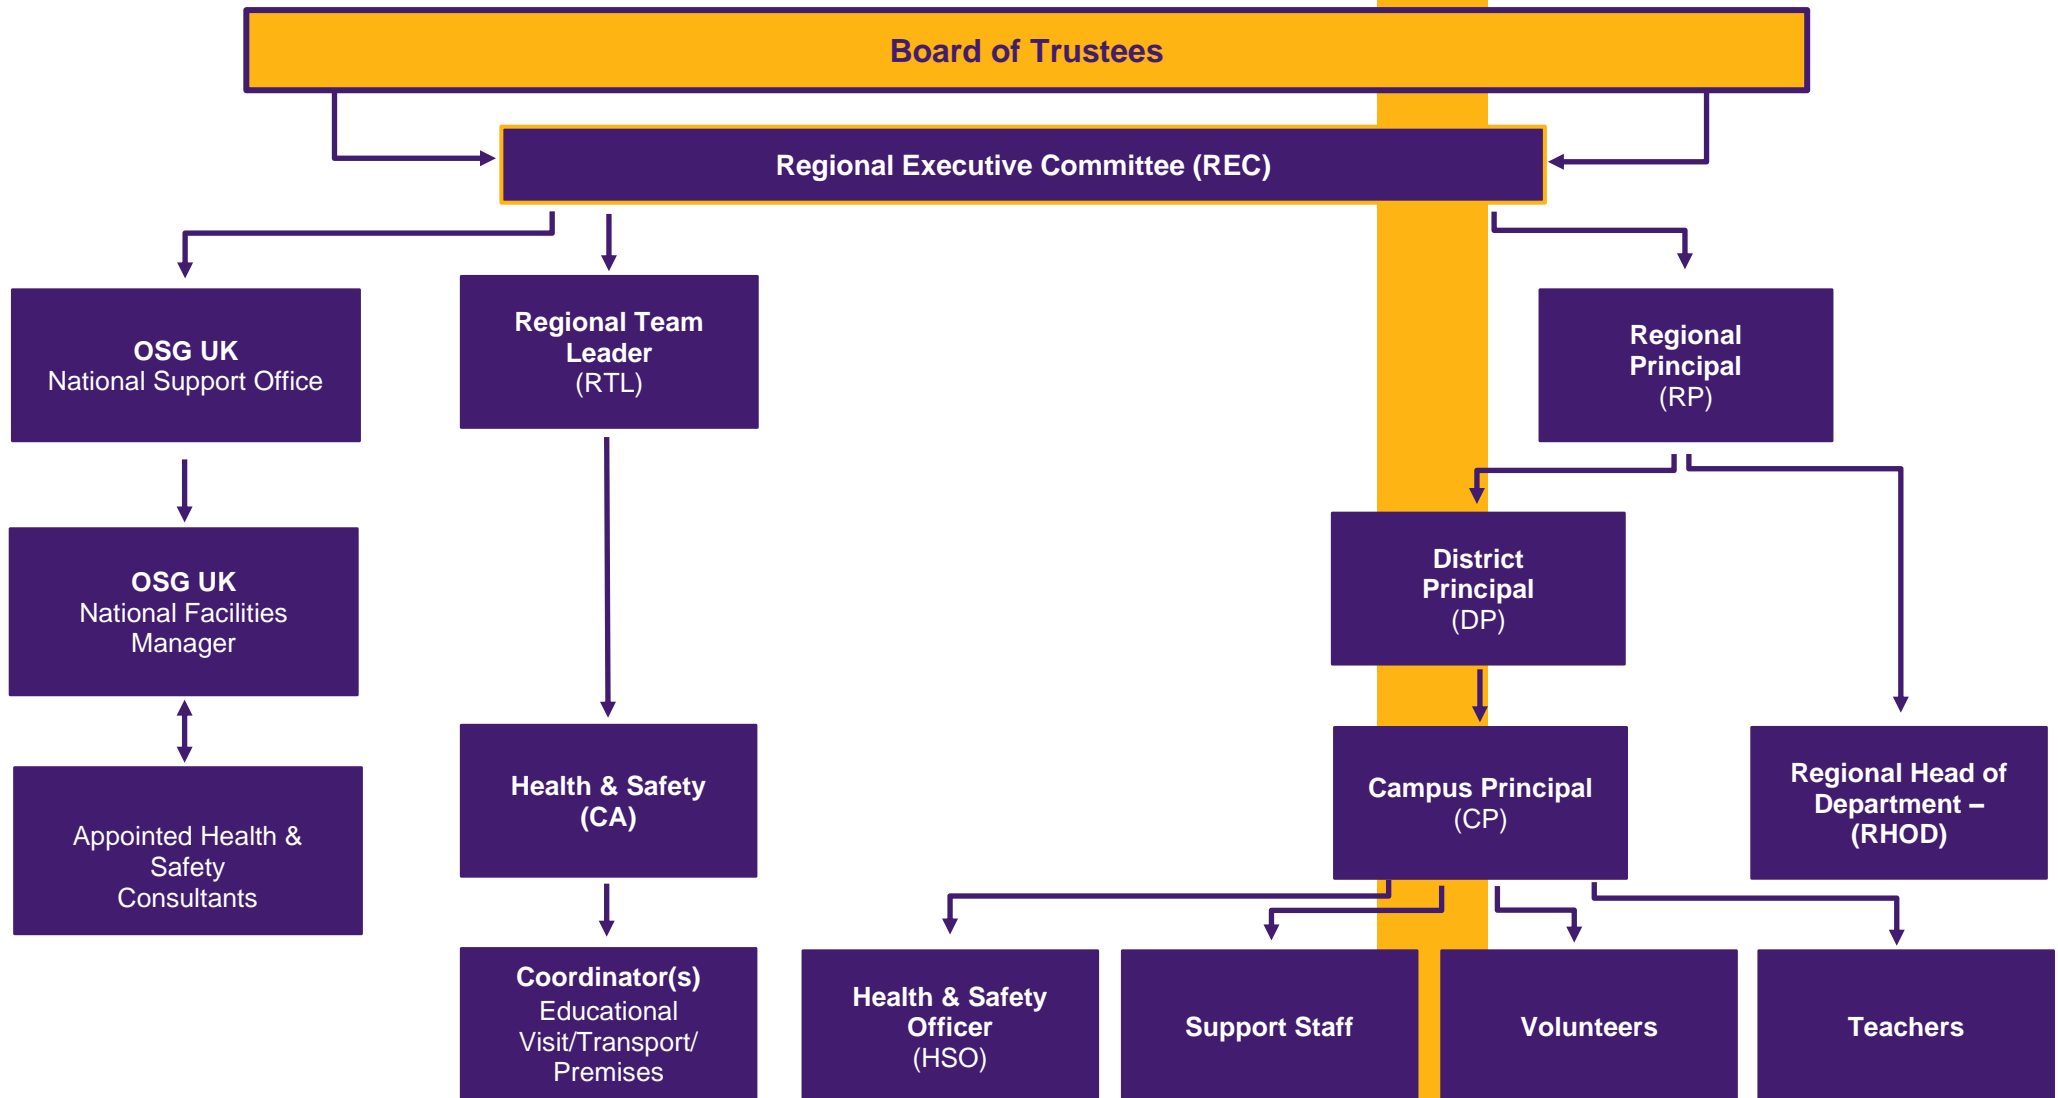 Board of Trustees
Regional Executive Committee (REC)
OSG UK
National Support Office
Regional Team
Leader
(RTL)
Regional
Principal
(RP)
OSG UK
National Facilities
Manager
District
Principal
(DP)
Appointed Health &
Safety
Consultants
Health & Safety
(CA)
Campus Principal
(CP)
Regional Head of
Department –
(RHOD)
Coordinator(s)
Educational
Visit/Transport/
Premises
Health & Safety
Officer
(HSO)
Support Staff
Volunteers
Teachers